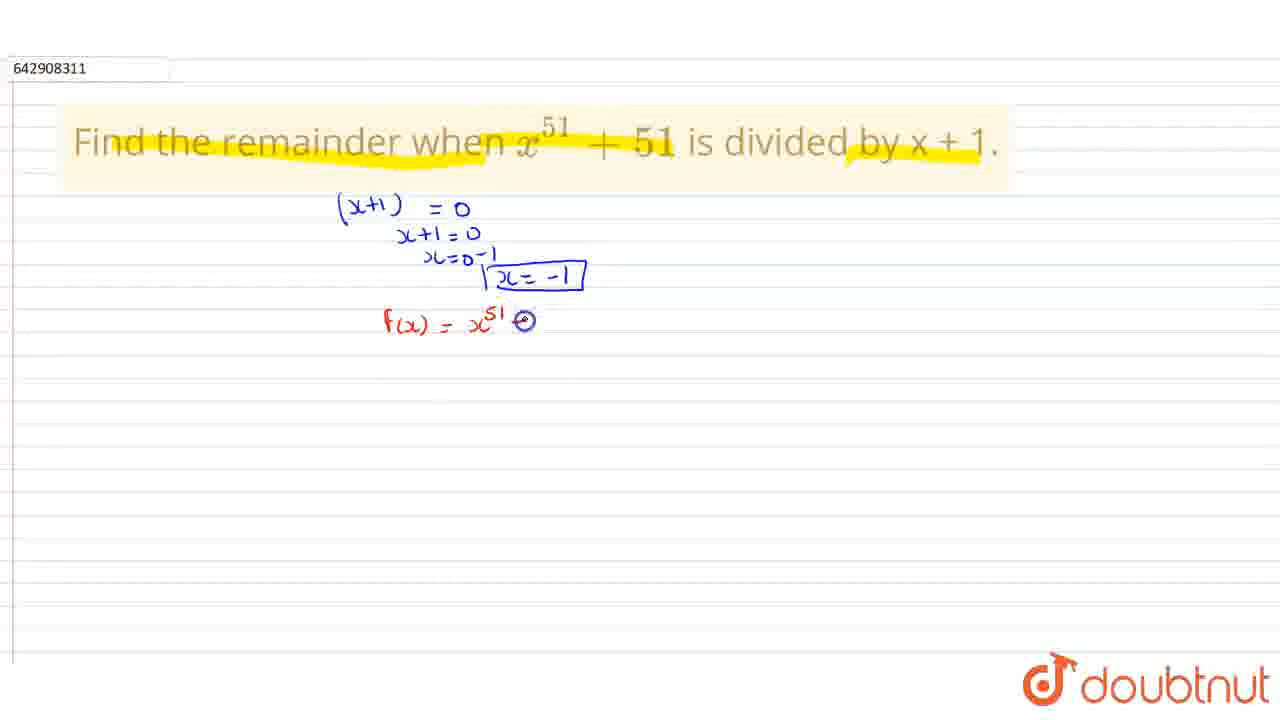 642908311
Find the remainder when x^51 + 51 is divided by x + 1.
(x+1) = 0
x+1 = 0
x = 0 - 1
x = -1
f(x) = x^51
doubtnut